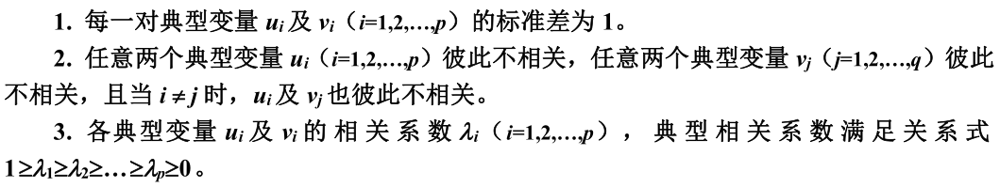 1. 每一对典型变量 ui 及 vi（i=1,2,…,p）的标准差为 1。
2. 任意两个典型变量 ui（i=1,2,…,p）彼此不相关，任意两个典型变量 vj（j=1,2,…,q）彼此
不相关，且当 i ≠ j 时，ui 及 vj 也彼此不相关。
3. 各典型变量 ui 及 vi 的相关系数 λi（i=1,2,…,p），典型相关系数满足关系式
1≥λ1≥λ2≥…≥λp≥0。